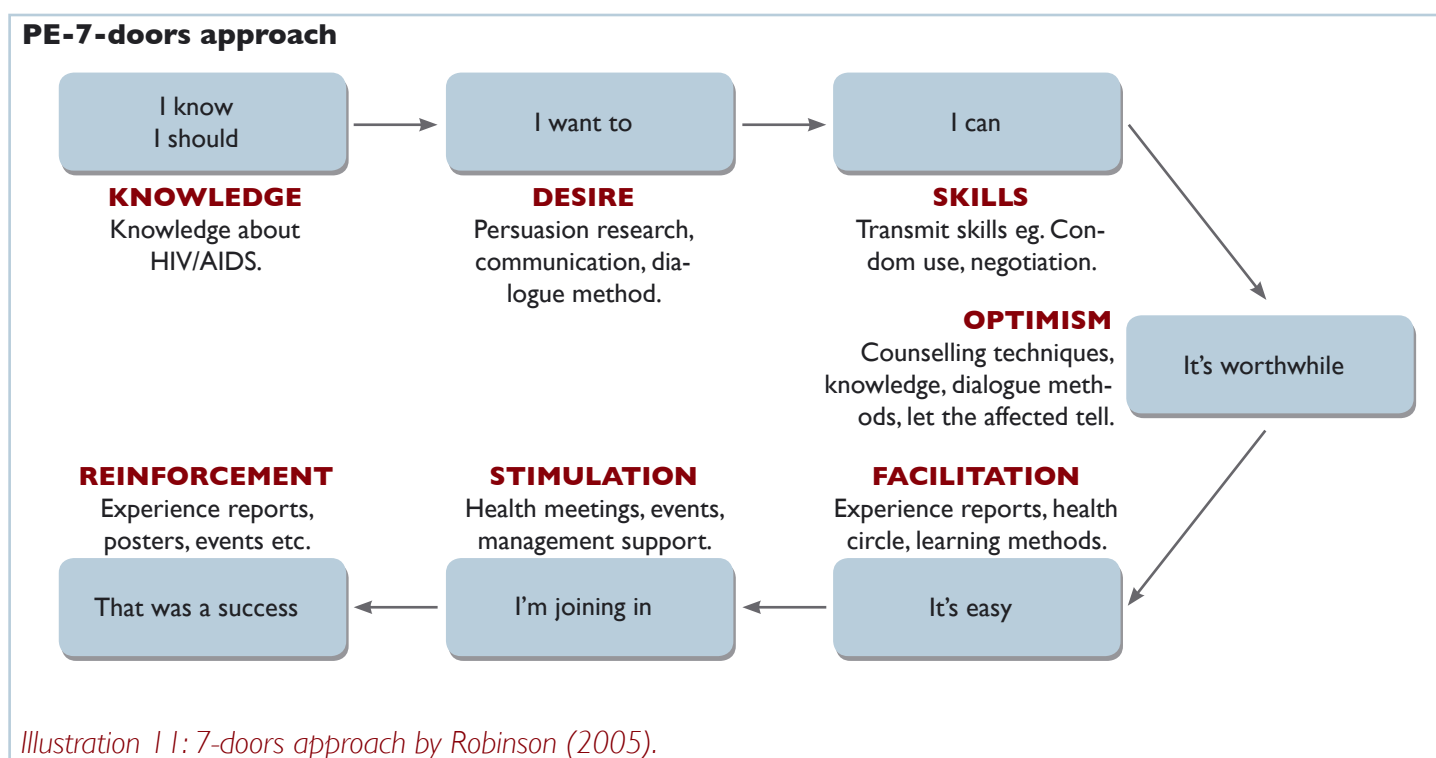 PE-7-doors approach
I know
I should
I want to
I can
KNOWLEDGE
Knowledge about
HIV/AIDS.
DESIRE
Persuasion research,
communication, dia-
logue method.
SKILLS
Transmit skills eg. Con-
dom use, negotiation.
OPTIMISM
Counselling techniques,
knowledge, dialogue meth-
ods, let the affected tell.
It's worthwhile
REINFORCEMENT
Experience reports,
posters, events etc.
That was a success
STIMULATION
Health meetings, events,
management support.
I'm joining in
FACILITATION
Experience reports, health
circle, learning methods.
It's easy
Illustration 11: 7-doors approach by Robinson (2005).